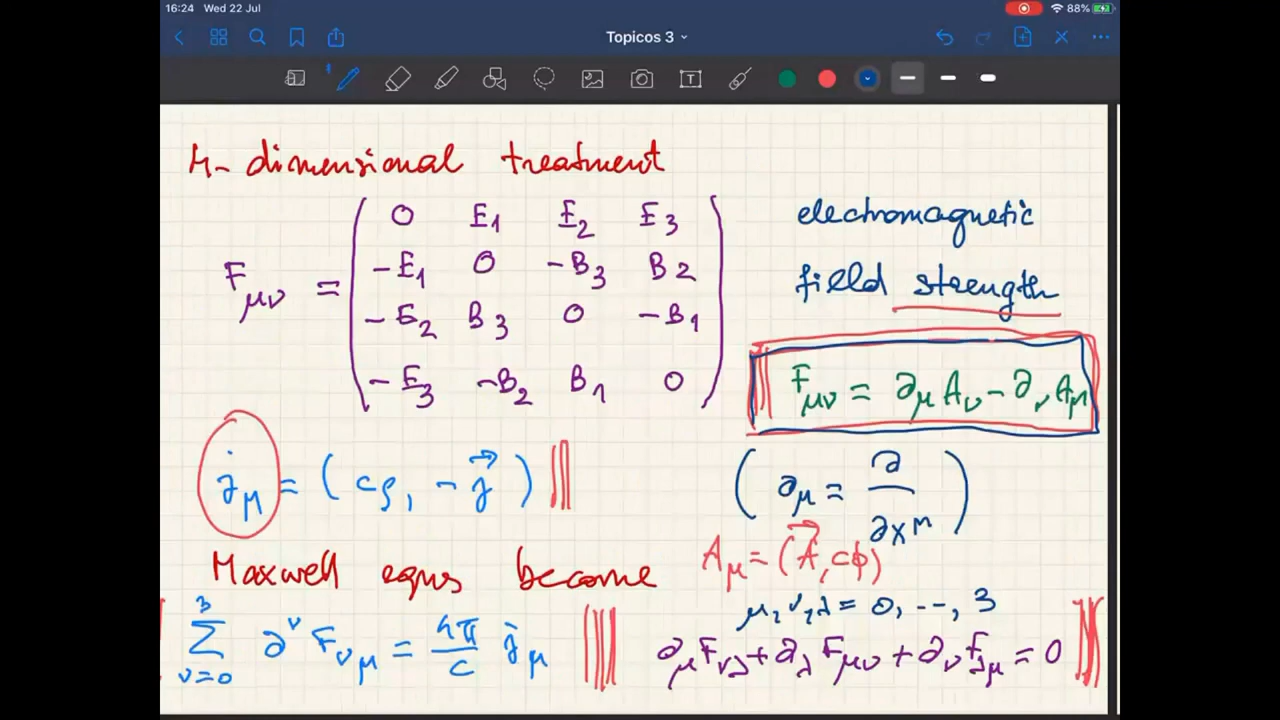 16:24 Wed 22 Jul
88%
Topicos 3
4-dimensional treatment
F_μν = ( 0 E1 E2 E3
-E1 0 -B3 B2
-E2 B3 0 -B1
-E3 -B2 B1 0 )
electromagnetic
field strength
F_μν = ∂_μ A_ν - ∂_ν A_μ
j_μ = (cρ, -j⃗)
(∂_μ = ∂/∂x^μ)
Maxwell eqns become
A_μ = (A⃗, cϕ)
μ, ν, λ = 0, --, 3
3 ∑ ν=0 ∂^ν F_νμ = 4π/c j_μ
∂_μ F_νλ + ∂_λ F_μν + ∂_ν F_λμ = 0